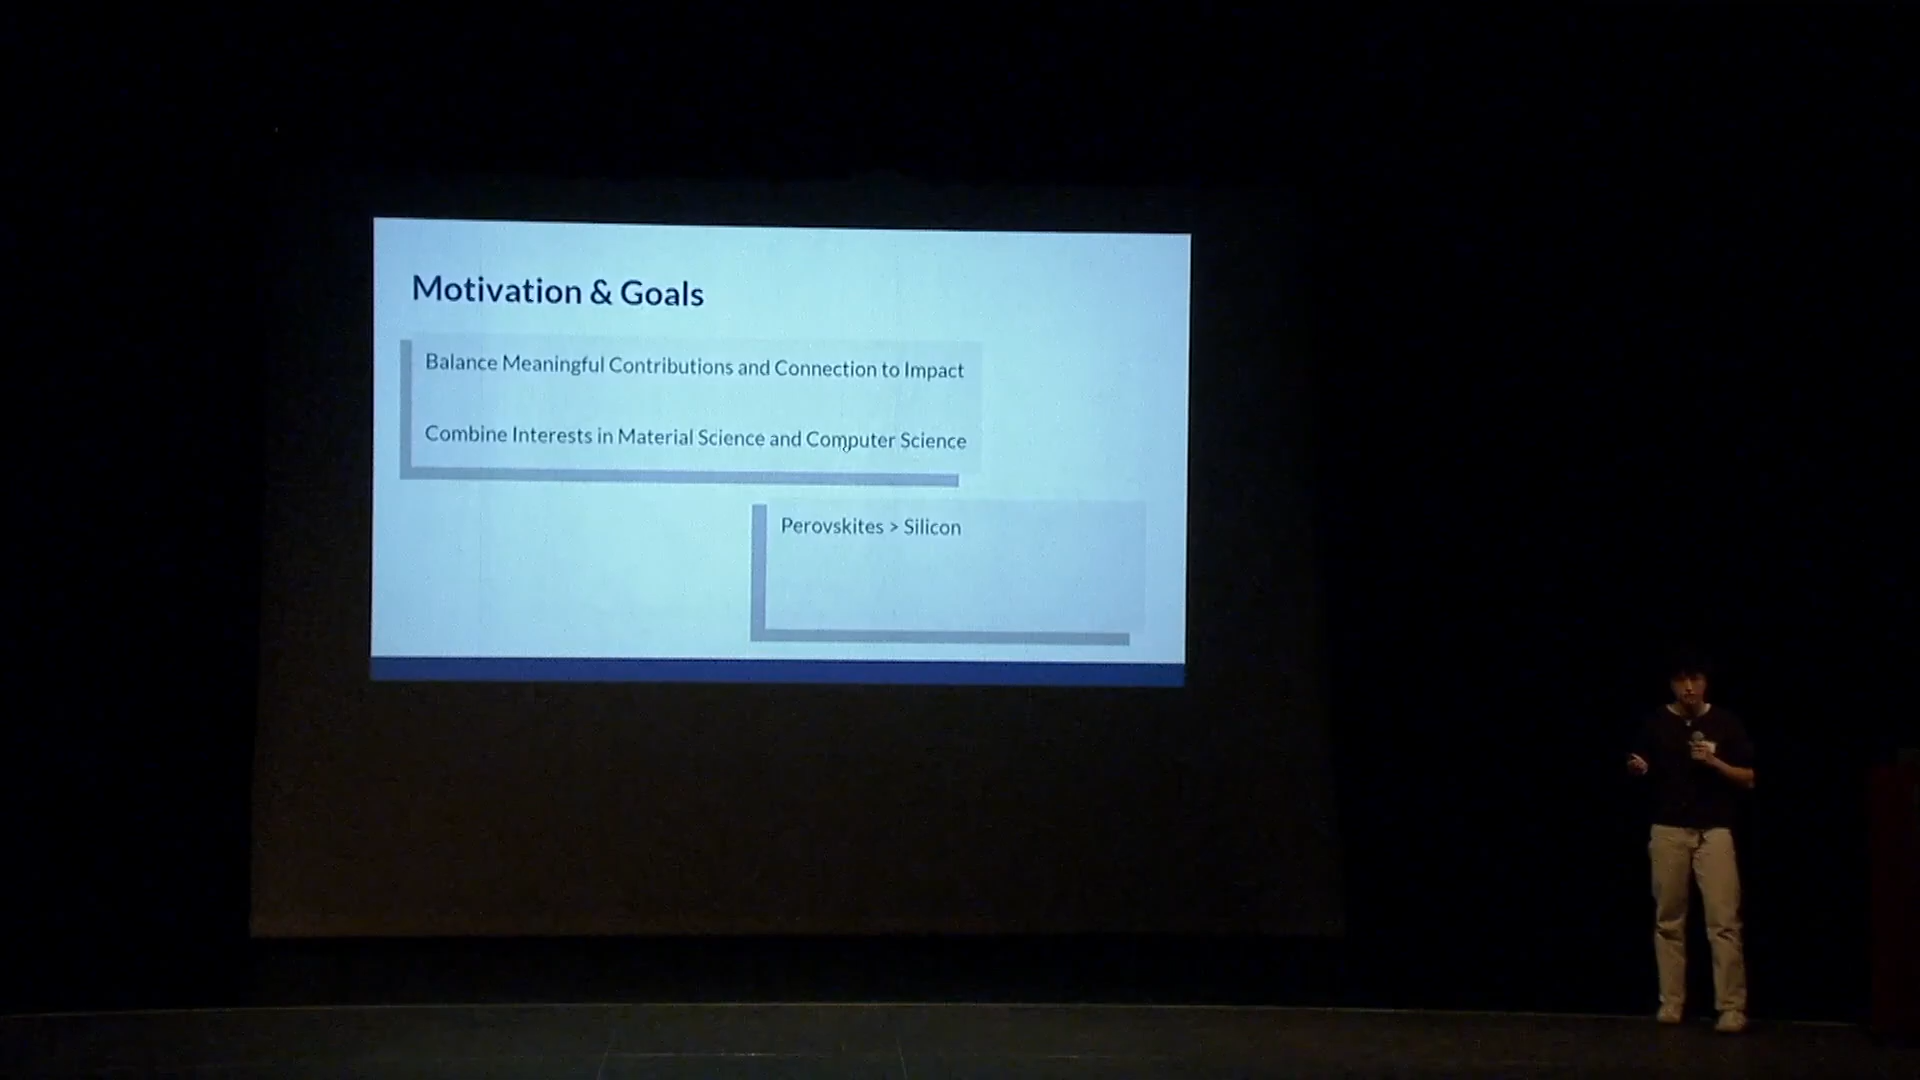 Motivation & Goals
Balance Meaningful Contributions and Connection to Impact
Combine Interests in Material Science and Computer Science
Perovskites > Silicon